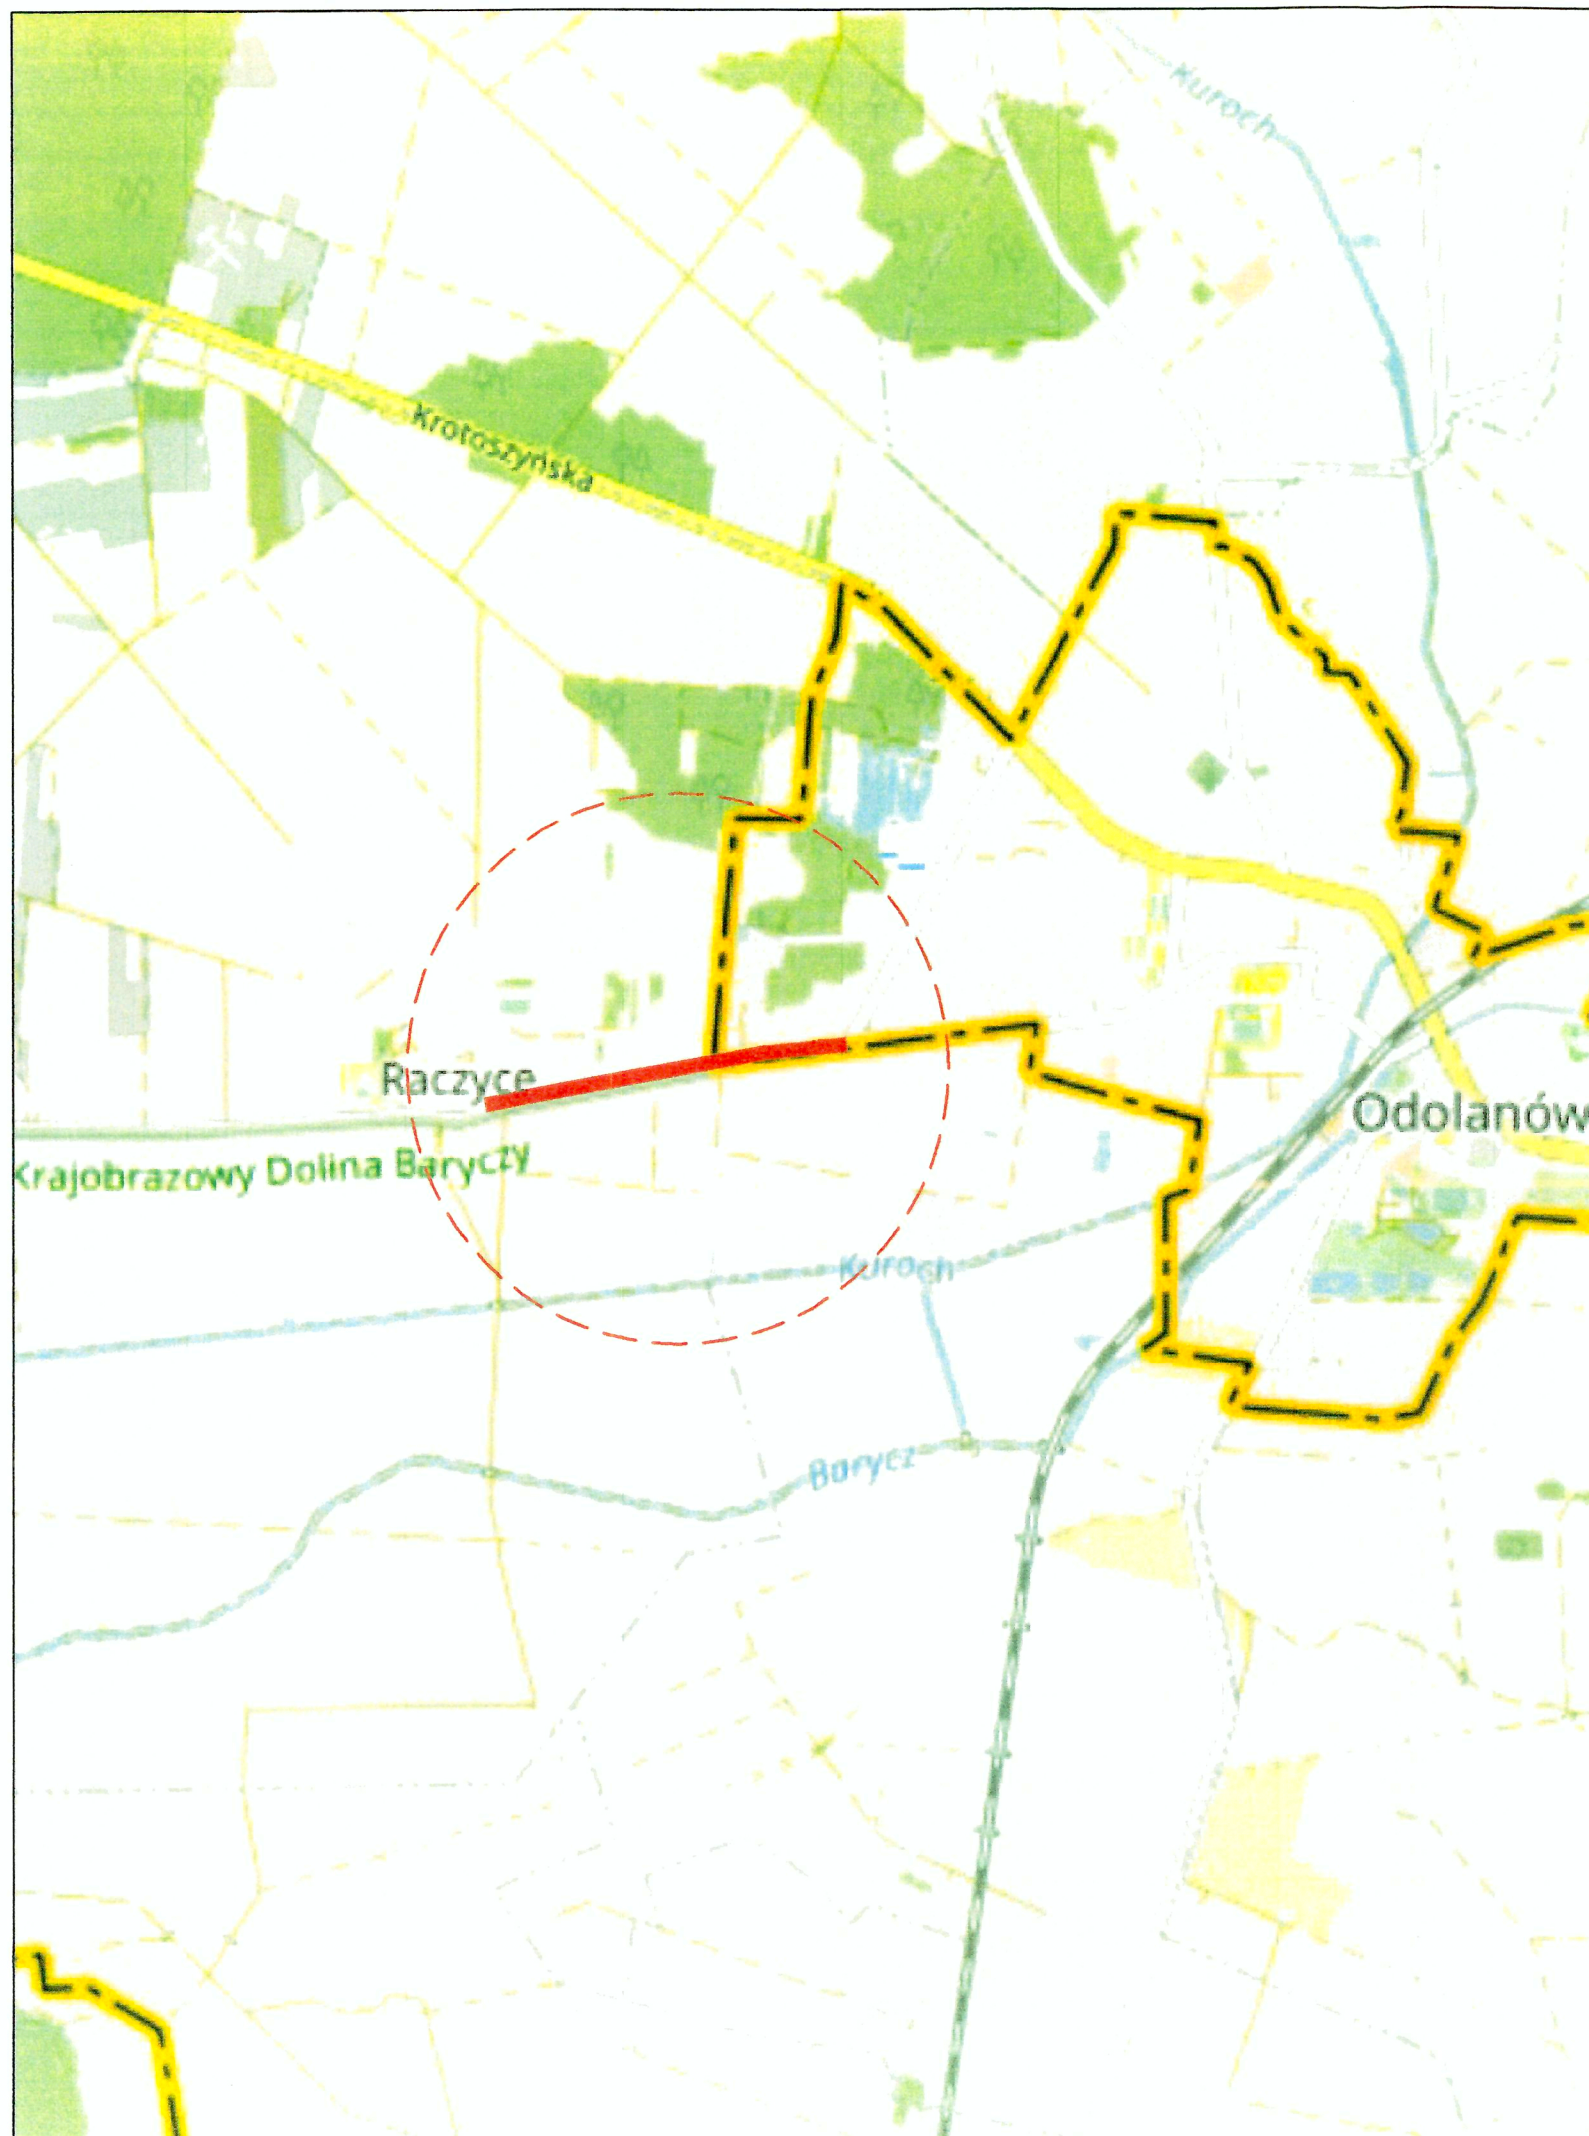 Kuroch
Krotoszyńska
Raczyce
Odolanów
Krajobrazowy Dolina Baryczy
Kuroch
Barycz